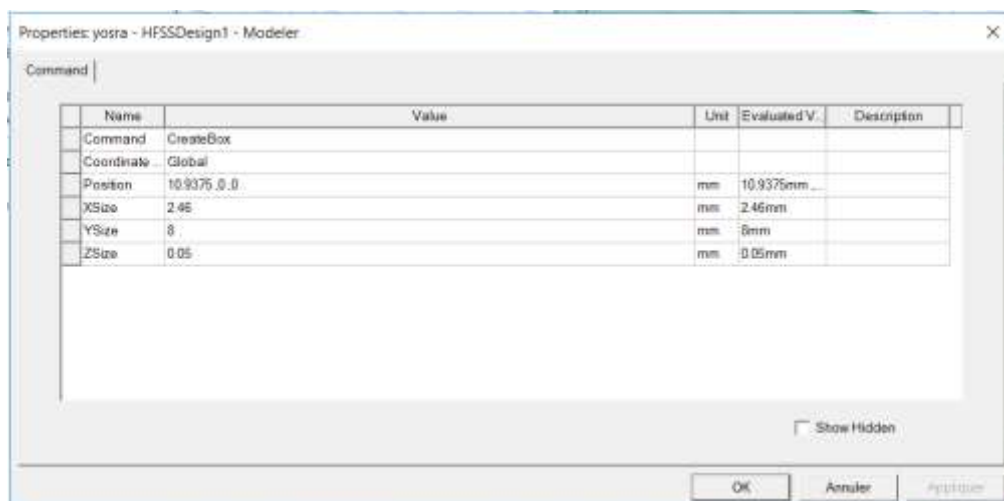 Properties: yosra - HFSSDesign1 - Modeler
Command
Name Value Unit Evaluated V... Description
Command CreateBox
Coordinate... Global
Position 10.9375 ,0 ,0 mm 10.9375mm ...
XSize 2.46 mm 2.46mm
YSize 8 mm 8mm
ZSize 0.05 mm 0.05mm
Show Hidden
OK Annuler Appliquer